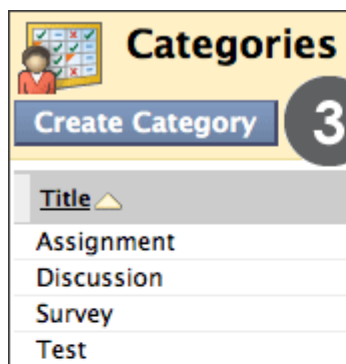 Categories
Create Category 3
Title
Assignment
Discussion
Survey
Test